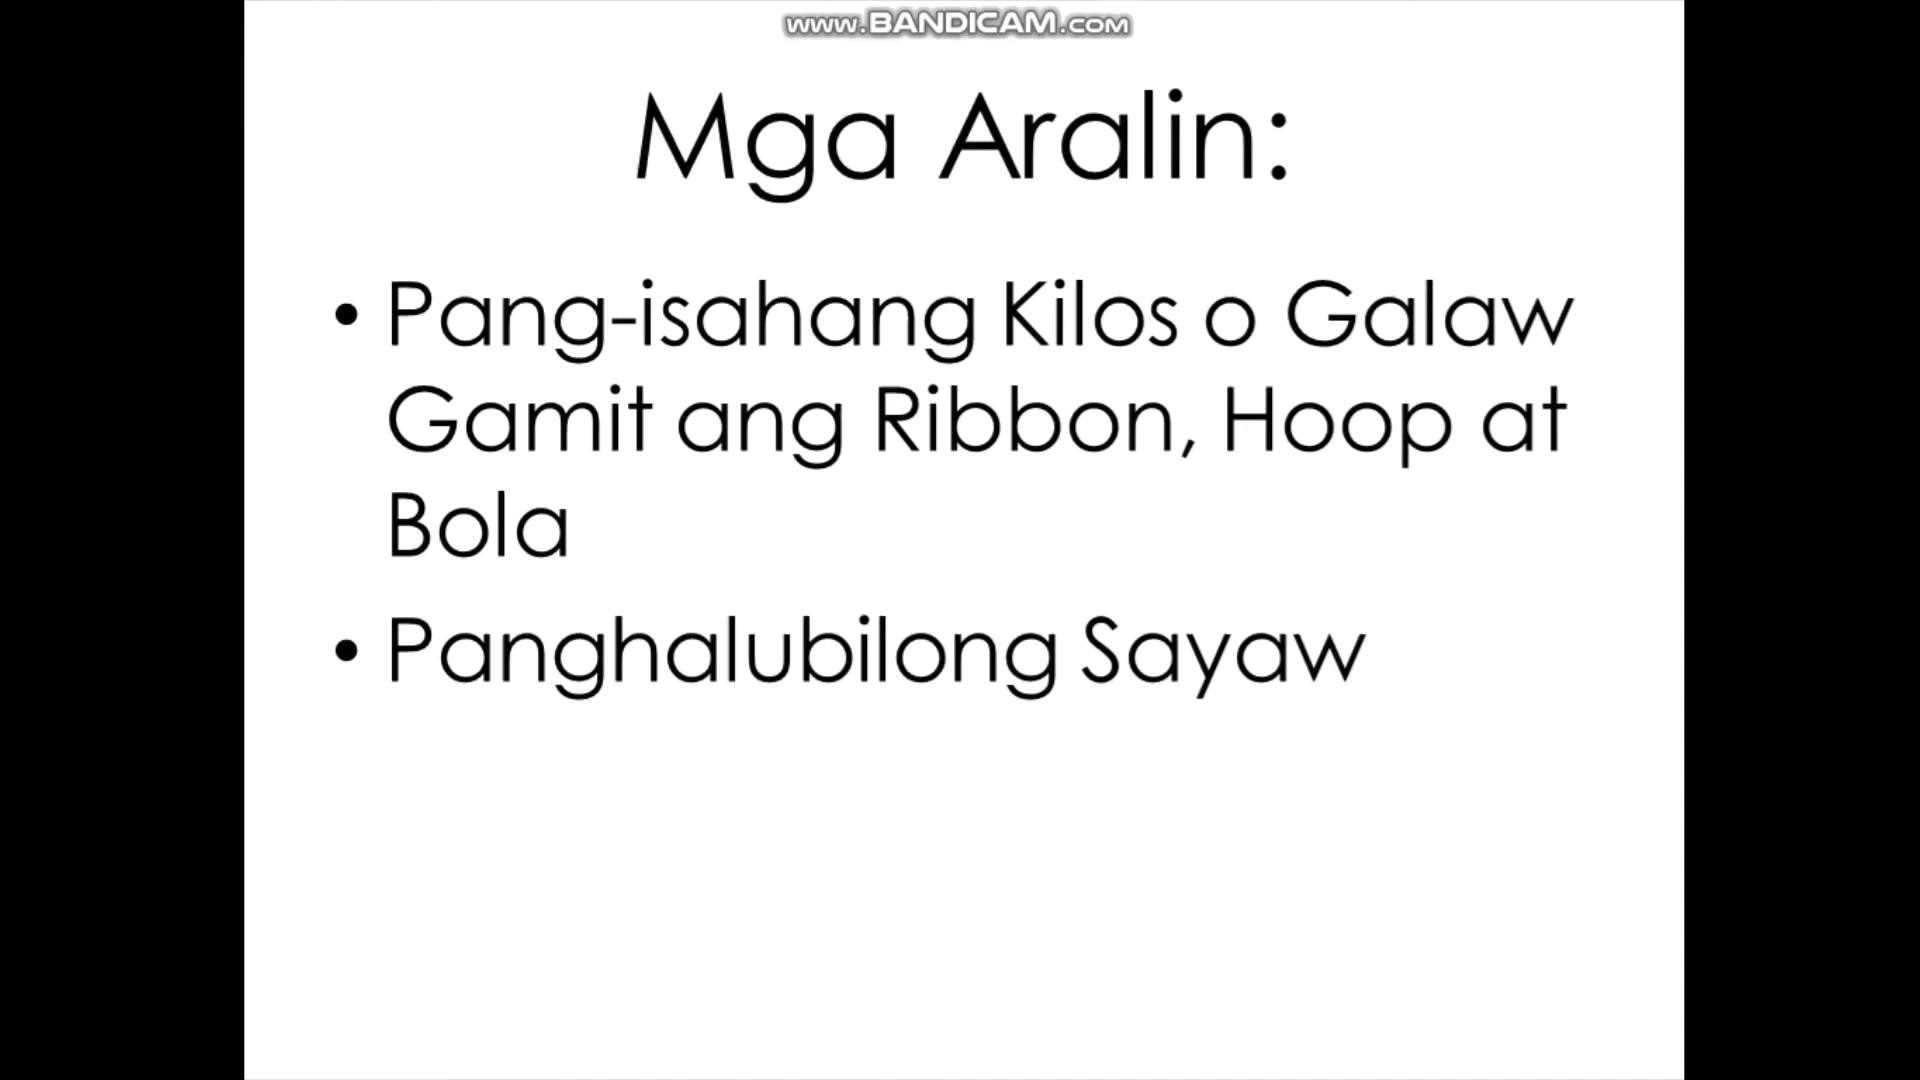 www.BANDICAM.com
Mga Aralin:
• Pang-isahang Kilos o Galaw
Gamit ang Ribbon, Hoop at
Bola
• Panghalubilong Sayaw